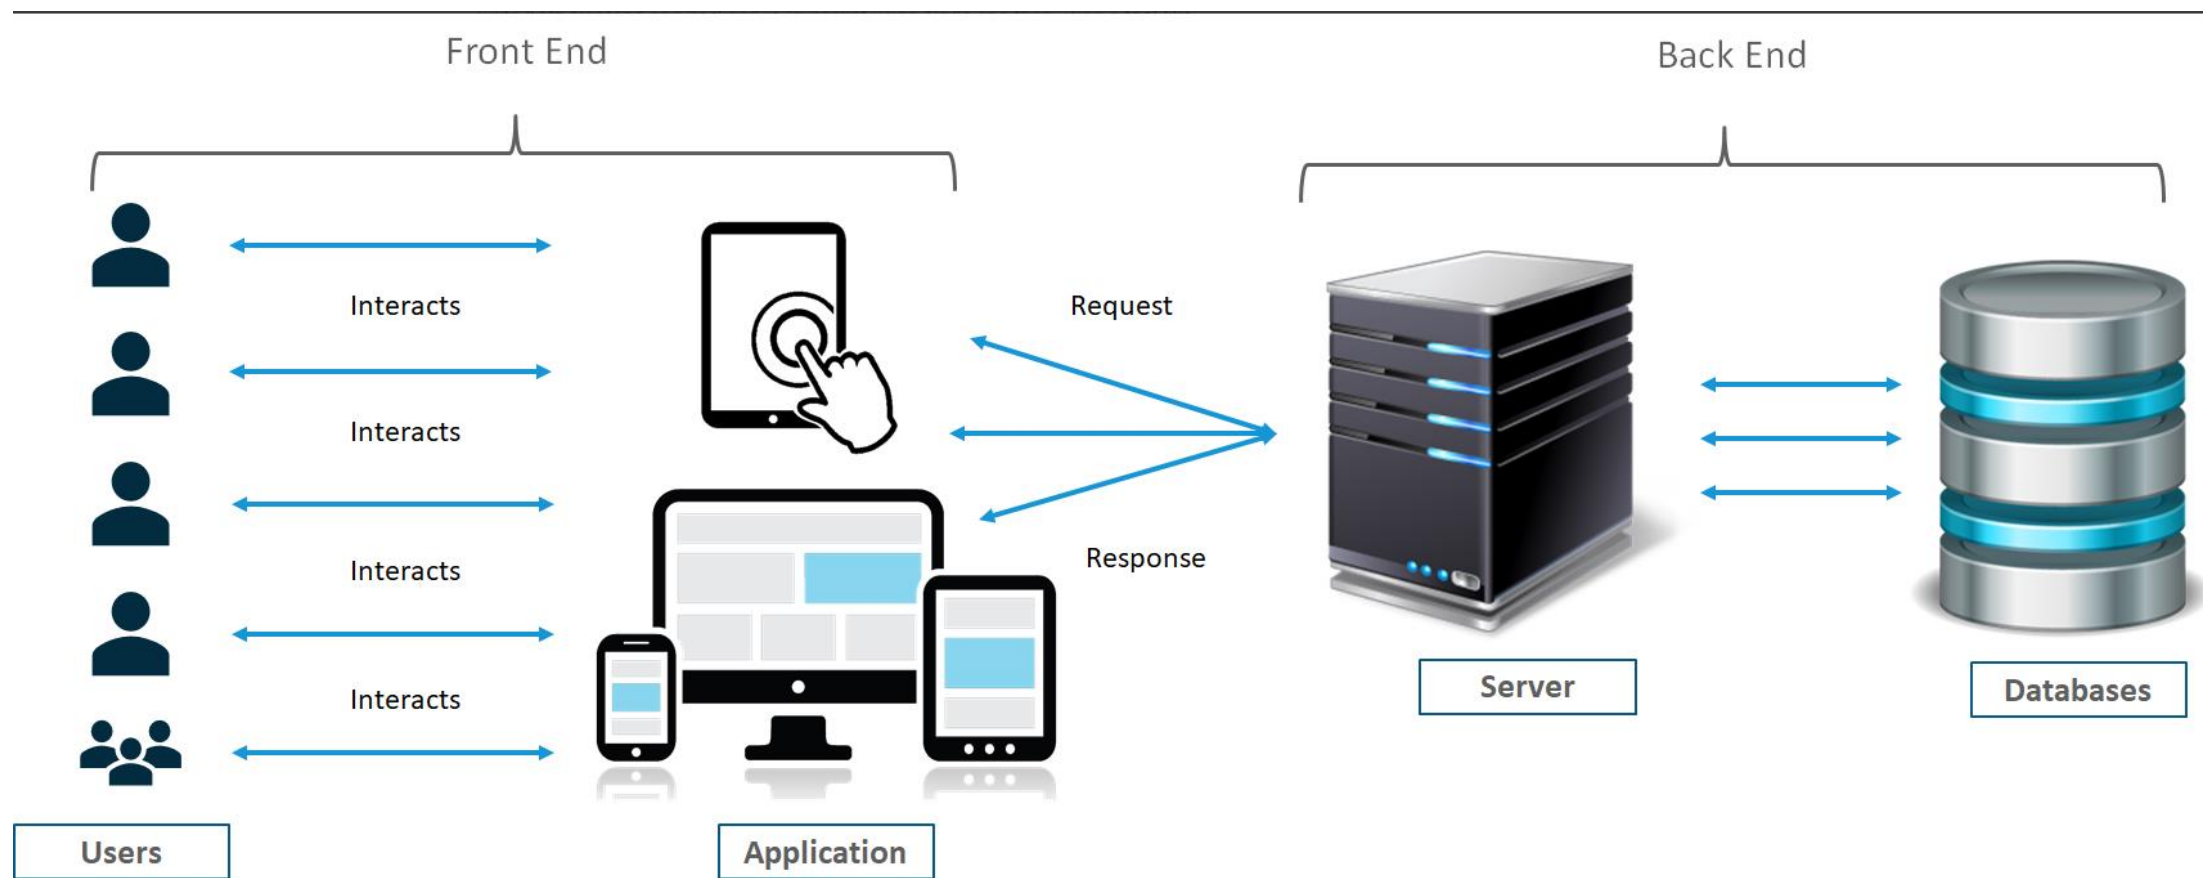 Front End
Back End
Interacts
Interacts
Interacts
Interacts
Request
Response
Server
Databases
Users
Application